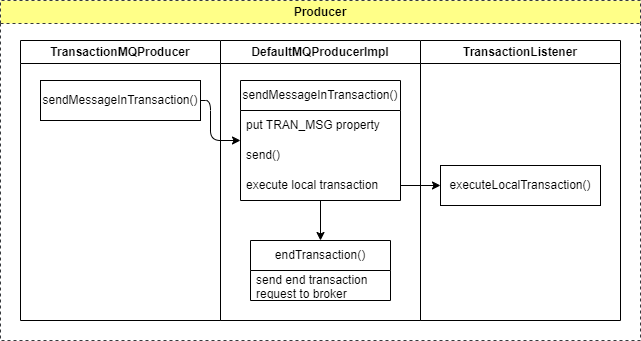 Producer
TransactionMQProducer
DefaultMQProducerImpl
TransactionListener
sendMessageInTransaction()
sendMessageInTransaction()
put TRAN_MSG property
send()
execute local transaction
executeLocalTransaction()
endTransaction()
send end transaction
request to broker